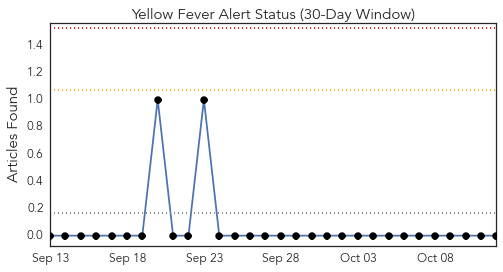 Yellow Fever Alert Status (30-Day Window)
Articles Found
1.4
1.2
1.0
0.8
0.6
0.4
0.2
0.0
Sep 13 Sep 18 Sep 23 Sep 28 Oct 03 Oct 08